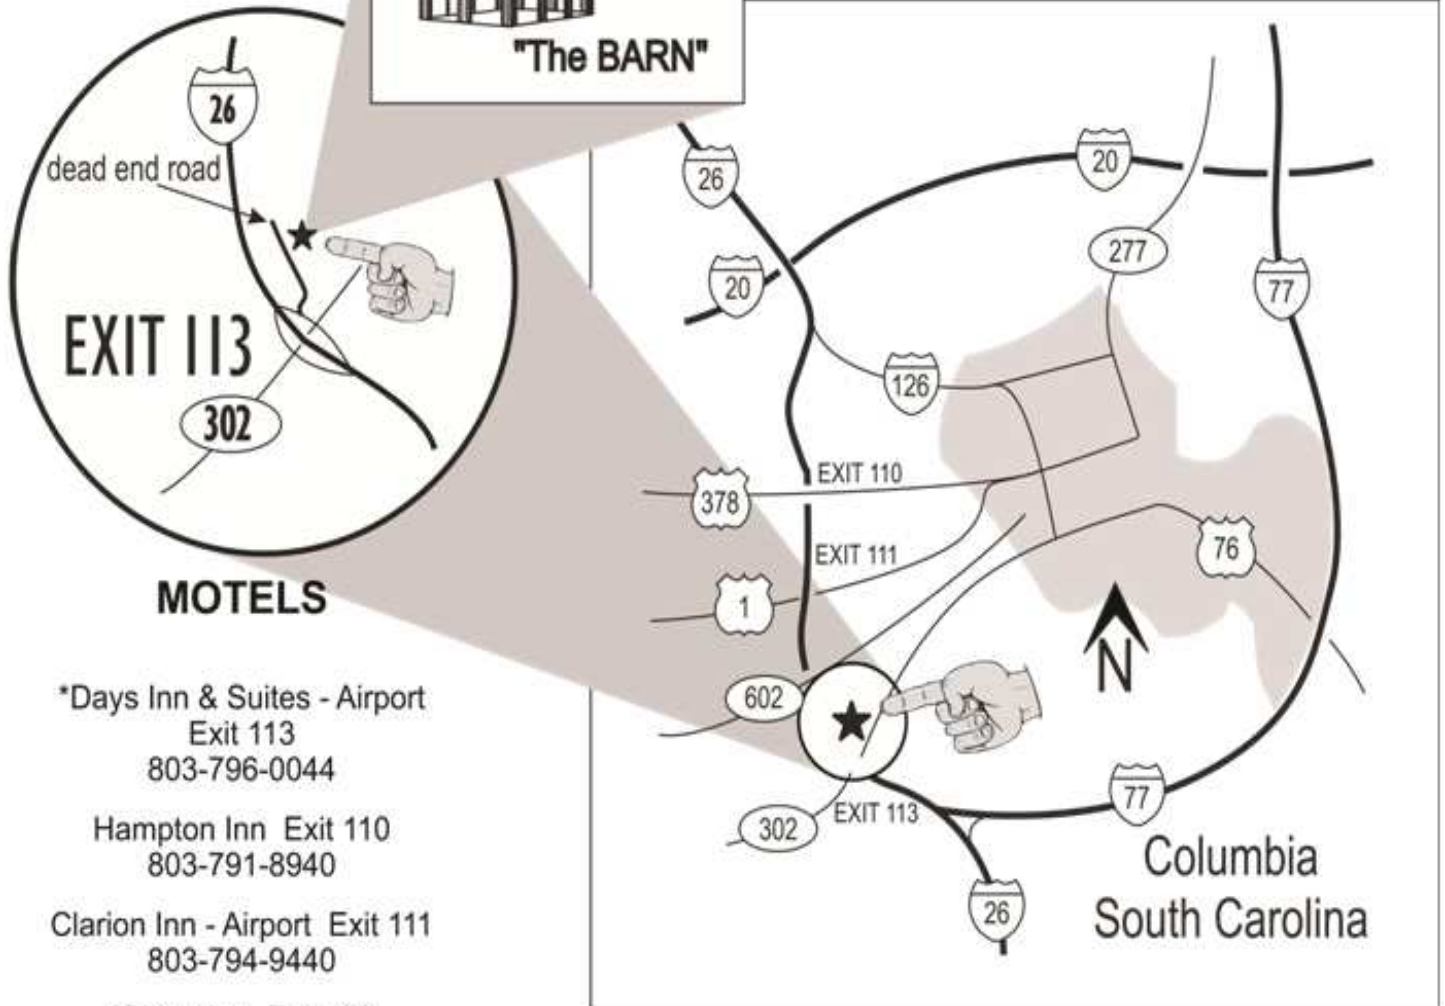 "The BARN"
26
dead end road
EXIT 113
302
MOTELS
*Days Inn & Suites - Airport
Exit 113
803-796-0044
Hampton Inn Exit 110
803-791-8940
Clarion Inn - Airport Exit 111
803-794-9440
26
20
20
277
77
126
378
EXIT 110
EXIT 111
1
76
N
602
302
EXIT 113
77
26
Columbia
South Carolina